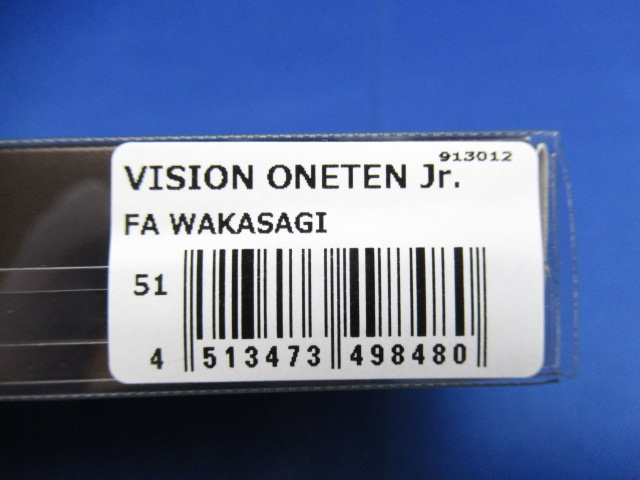 913012
VISION ONETEN Jr.
FA WAKASAGI
51
4 513473 498480